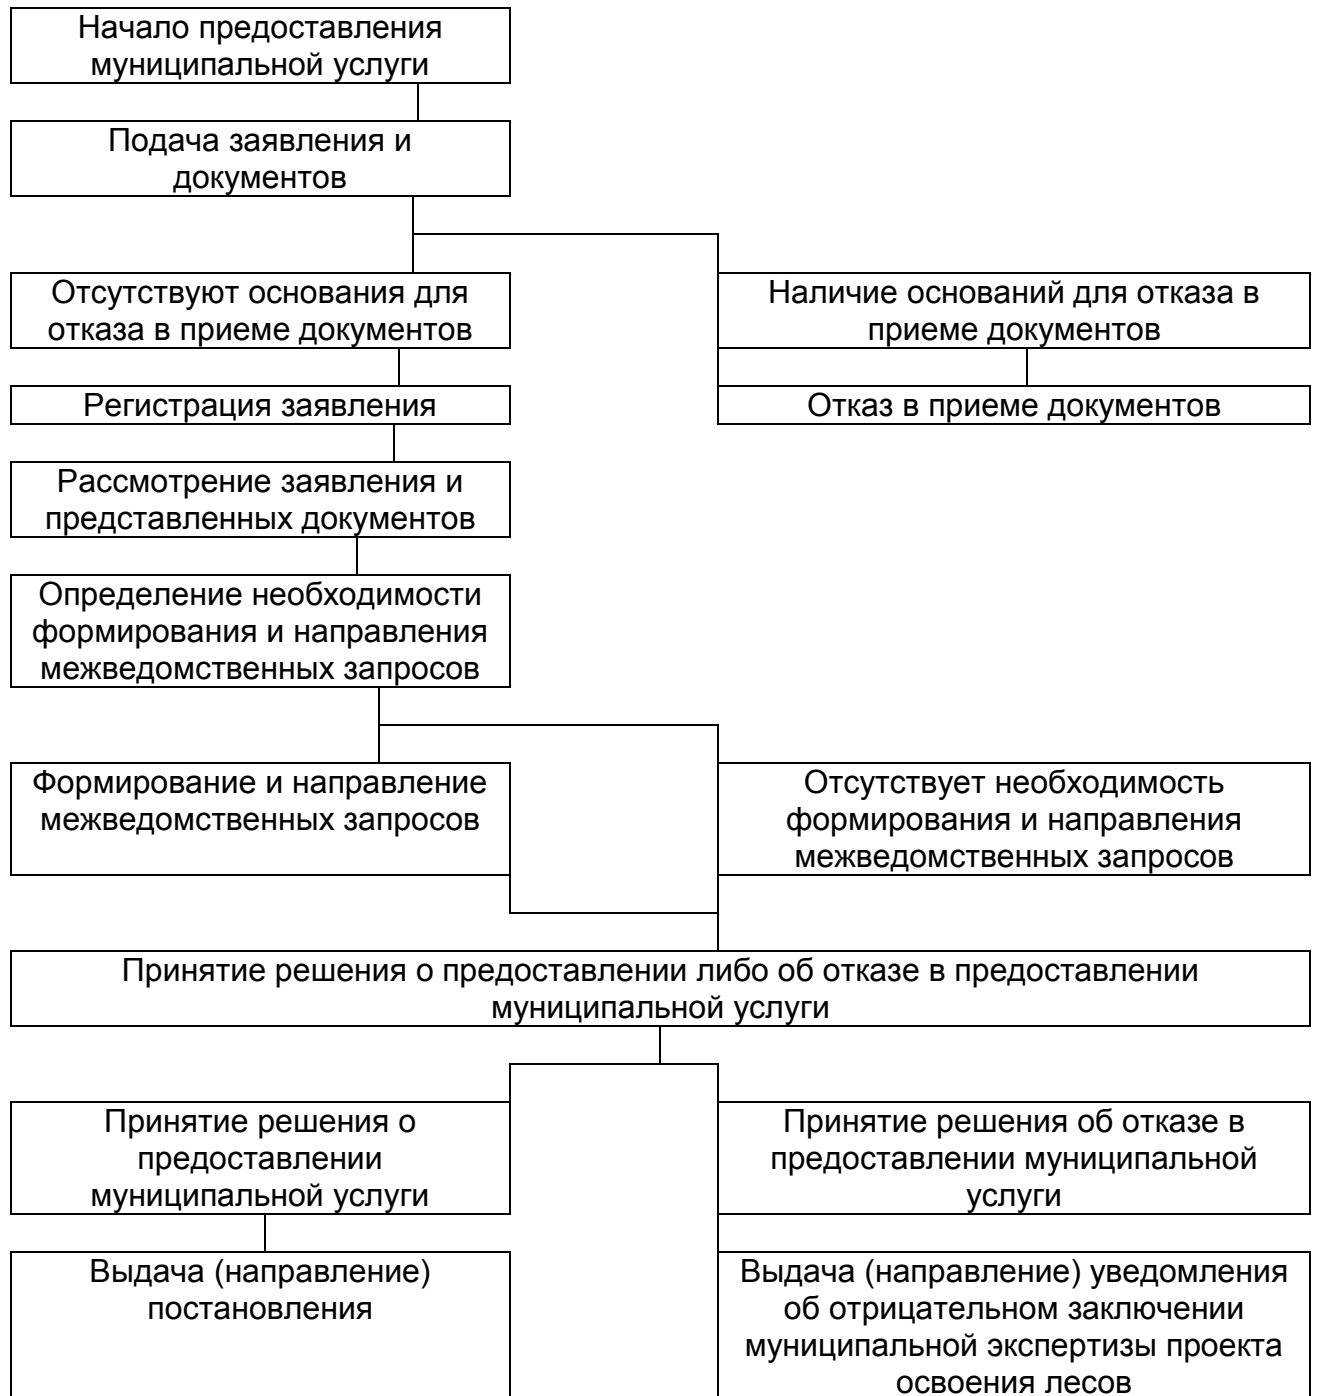 Начало предоставления
муниципальной услуги
Подача заявления и
документов
Отсутствуют основания для
отказа в приеме документов
Наличие оснований для отказа в
приеме документов
Регистрация заявления
Отказ в приеме документов
Рассмотрение заявления и
представленных документов
Определение необходимости
формирования и направления
межведомственных запросов
Формирование и направление
межведомственных запросов
Отсутствует необходимость
формирования и направления
межведомственных запросов
Принятие решения о предоставлении либо об отказе в предоставлении
муниципальной услуги
Принятие решения о
предоставлении
муниципальной услуги
Принятие решения об отказе в
предоставлении муниципальной
услуги
Выдача (направление)
постановления
Выдача (направление) уведомления
об отрицательном заключении
муниципальной экспертизы проекта
освоения лесов